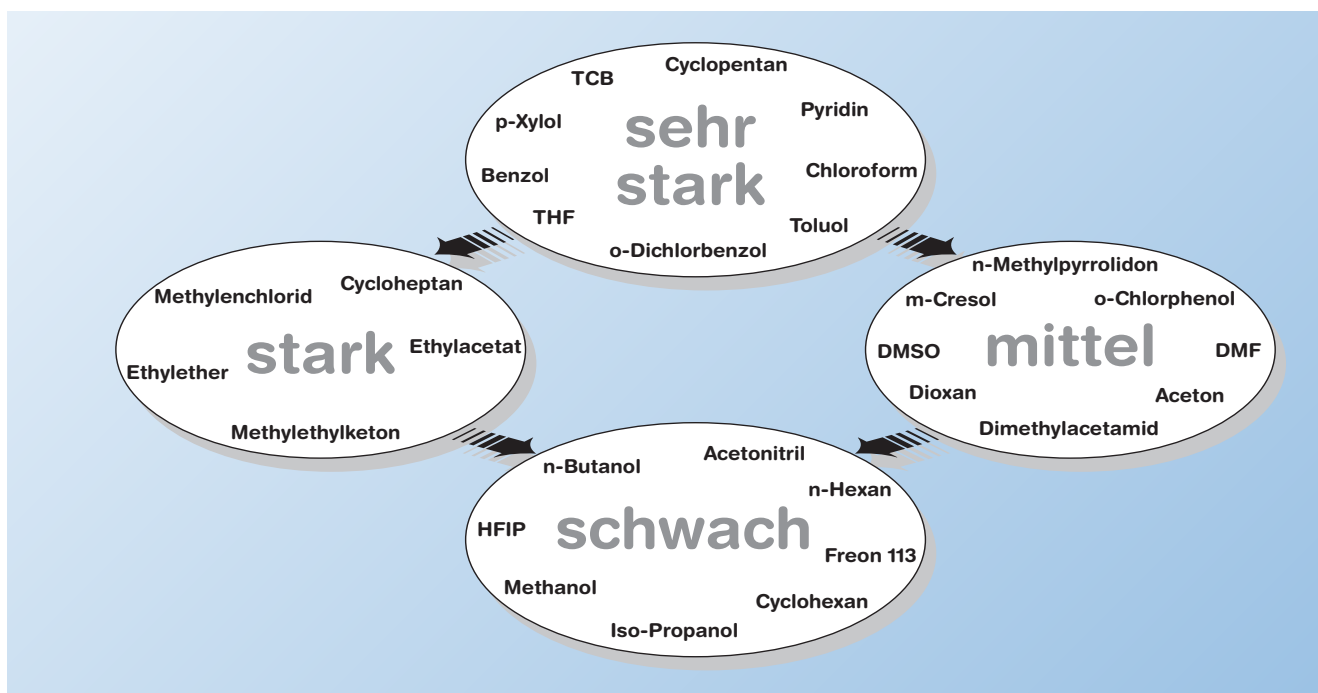 TCB
Cyclopentan
p-Xylol
Pyridin
sehr
stark
Benzol
Chloroform
THF
Toluol
o-Dichlorbenzol
Methylenchlorid
Cycloheptan
stark
Ethylacetat
Ethylether
Methylethylketon
n-Methylpyrrolidon
m-Cresol
o-Chlorphenol
DMSO
mittel
DMF
Dioxan
Aceton
Dimethylacetamid
n-Butanol
Acetonitril
n-Hexan
HFIP
schwach
Freon 113
Methanol
Cyclohexan
Iso-Propanol